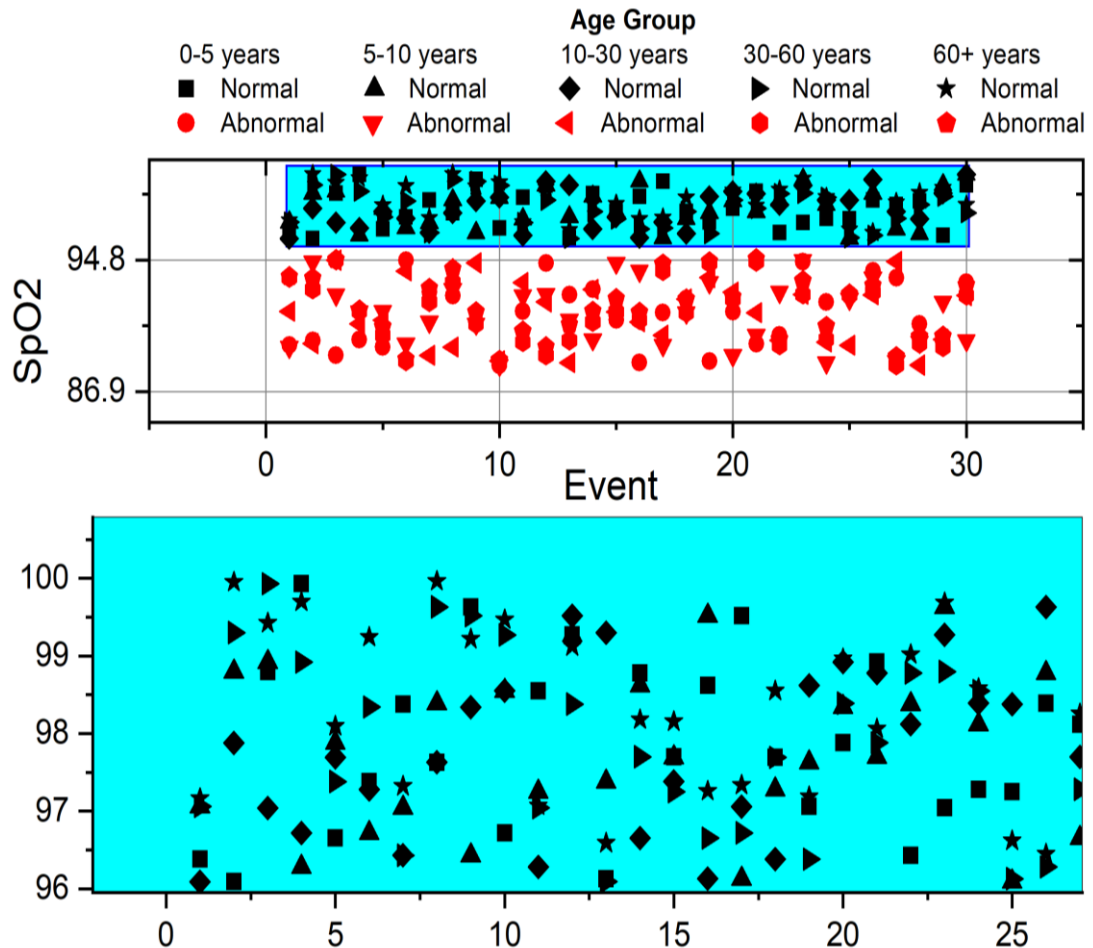 Age Group
0-5 years 5-10 years 10-30 years 30-60 years 60+ years
Normal Normal Normal Normal Normal
Abnormal Abnormal Abnormal Abnormal Abnormal
94.8
SpO2
86.9
0 10 20 30
Event
100
99
98
97
96
0 5 10 15 20 25